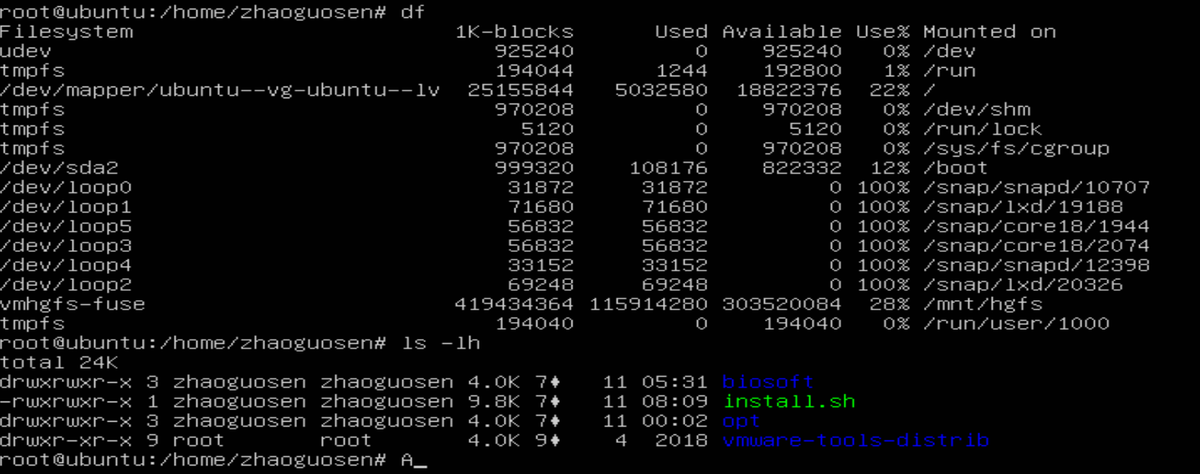 root@ubuntu:/home/zhaoguosen# df
Filesystem 1K-blocks Used Available Use% Mounted on
udev 925240 0 925240 0% /dev
tmpfs 194044 1244 192800 1% /run
/dev/mapper/ubuntu--vg-ubuntu--lv 25155844 5032580 18822376 22% /
tmpfs 970208 0 970208 0% /dev/shm
tmpfs 5120 0 5120 0% /run/lock
tmpfs 970208 0 970208 0% /sys/fs/cgroup
/dev/sda2 999320 108176 822332 12% /boot
/dev/loop0 31872 31872 0 100% /snap/snapd/10707
/dev/loop1 71680 71680 0 100% /snap/lxd/19188
/dev/loop5 56832 56832 0 100% /snap/core18/1944
/dev/loop3 56832 56832 0 100% /snap/core18/2074
/dev/loop4 33152 33152 0 100% /snap/snapd/12398
/dev/loop2 69248 69248 0 100% /snap/lxd/20326
vmhgfs-fuse 419434364 115914280 303520084 28% /mnt/hgfs
tmpfs 194040 0 194040 0% /run/user/1000
root@ubuntu:/home/zhaoguosen# ls -lh
total 24K
drwxrwxr-x 3 zhaoguosen zhaoguosen 4.0K 7♦ 11 05:31 biosoft
-rwxrwx-x 1 zhaoguosen zhaoguosen 9.8K 7♦ 11 08:09 install.sh
drwxrwxr-x 3 zhaoguosen zhaoguosen 4.0K 7♦ 11 00:02 opt
drwxr-xr-x 9 root root 4.0K 9♦ 4 2018 vmware-tools-distrib
root@ubuntu:/home/zhaoguosen# A_